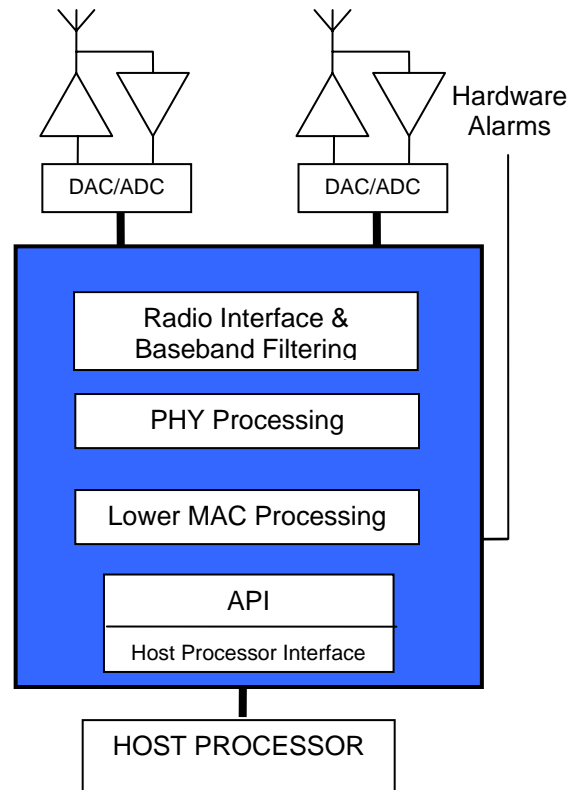 Hardware
Alarms
DAC/ADC
DAC/ADC
Radio Interface &
Baseband Filtering
PHY Processing
Lower MAC Processing
API
Host Processor Interface
HOST PROCESSOR